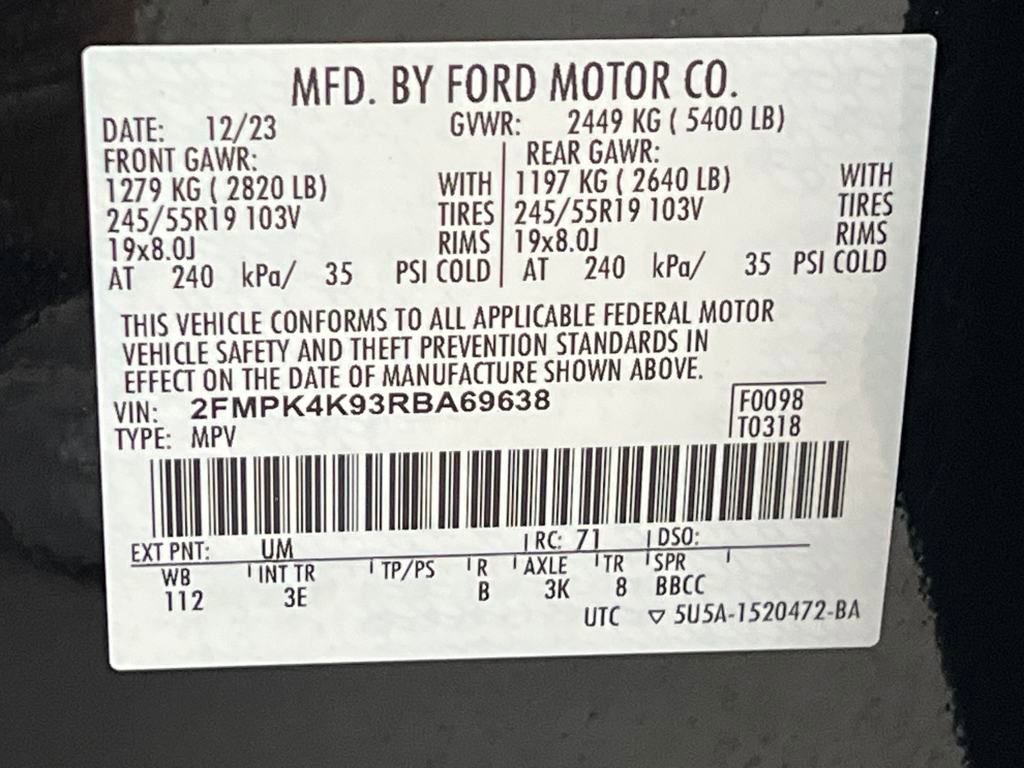 MFD. BY FORD MOTOR CO.
DATE: 12/23 GVWR: 2449 KG ( 5400 LB)
FRONT GAWR: REAR GAWR:
1279 KG ( 2820 LB) WITH 1197 KG ( 2640 LB) WITH
245/55R19 103V TIRES 245/55R19 103V TIRES
19x8.0J RIMS 19x8.0J RIMS
AT 240 kPa/ 35 PSI COLD AT 240 kPa/ 35 PSI COLD
THIS VEHICLE CONFORMS TO ALL APPLICABLE FEDERAL MOTOR
VEHICLE SAFETY AND THEFT PREVENTION STANDARDS IN
EFFECT ON THE DATE OF MANUFACTURE SHOWN ABOVE.
VIN: 2FMPK4K93RBA69638 F0098
TYPE: MPV T0318
EXT PNT: UM RC: 71 DSO:
WB INT TR TP/PS R AXLE TR SPR
112 3E B 3K 8 BBCC
UTC ▽ 5U5A-1520472-BA